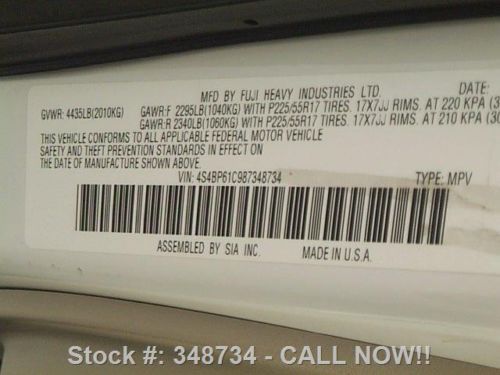 MFD BY FUJI HEAVY INDUSTRIES LTD.
GVWR: 4435LB(2010KG) GAWR:F 2295LB(1040KG) WITH P225/55R17 TIRES. 17X7JJ RIMS. AT 220 KPA (3
GAWR:R 2340LB(1060KG) WITH P225/55R17 TIRES. 17X7JJ RIMS. AT 210 KPA (30
THIS VEHICLE CONFORMS TO ALL APPLICABLE FEDERAL MOTOR VEHICLE
SAFETY AND THEFT PREVENTION STANDARDS IN EFFECT ON
THE DATE OF MANUFACTURE SHOWN ABOVE.
VIN: 4S4BP61C987348734 TYPE: MPV
ASSEMBLED BY SIA INC. MADE IN U.S.A.
Stock #: 348734 - CALL NOW!!